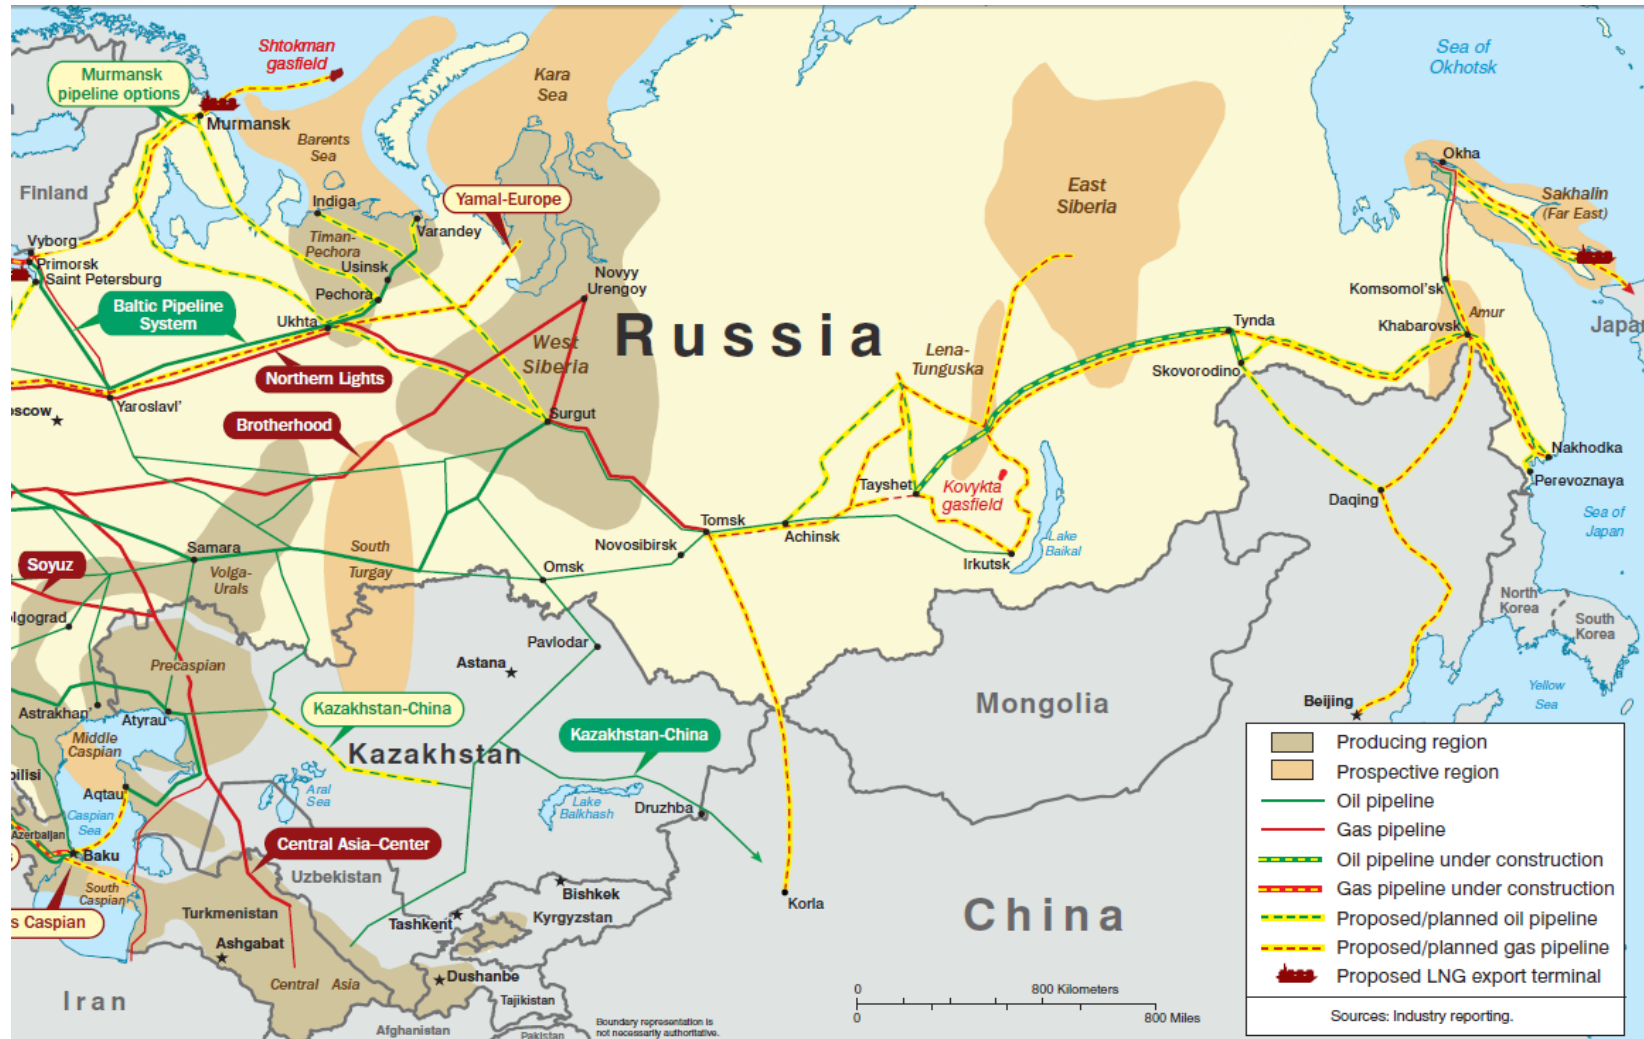 Shtokman
gasfield
Murmansk
pipeline options
Murmansk
Barents
Sea
Kara
Sea
Sea of
Okhotsk
Finland
Indiga
Yamal-Europe
Varandey
Timan-
Pechora
Usinsk
Pechora
Vyborg
Primorsk
Saint Petersburg
Baltic Pipeline
System
Ukhta
Novyy
Urengoy
West
Siberia
Russia
East
Siberia
Okha
Sakhalin
(Far East)
Komsomol'sk
Khabarovsk
Amur
Japa
Tynda
Skovorodino
Lena-
Tunguska
Northern Lights
Yaroslavl'
oscow
Brotherhood
Surgut
Tayshet
Kovykta
gasfield
Nakhodka
Perevoznaya
Daqing
Sea of
Japan
Tomsk
Achinsk
Novosibirsk
Irkutsk
Lake
Baikal
Samara
South
Turgay
Omsk
Soyuz
Volga-
Urals
lgograd
Pavlodar
Astana
Precaspian
North
Korea
South
Korea
Mongolia
Beijing
Yellow
Sea
Astrakhan'
Atyrau
Kazakhstan-China
Kazakhstan
Kazakhstan-China
Middle
Caspian
bilisi
Aqtau
Aral
Sea
Lake
Balkhash
Druzhba
Caspian
Sea
Azerbaijan
Baku
Central Asia–Center
Uzbekistan
South
Caspian
s Caspian
Turkmenistan
Ashgabat
Bishkek
Kyrgyzstan
Tashkent
Korla
China
Central Asia
Dushanbe
Tajikistan
Iran
Afghanistan
Pakistan
Boundary representation is
not necessarily authoritative.
0 800 Kilometers
0 800 Miles
Producing region
Prospective region
Oil pipeline
Gas pipeline
Oil pipeline under construction
Gas pipeline under construction
Proposed/planned oil pipeline
Proposed/planned gas pipeline
Proposed LNG export terminal
Sources: Industry reporting.